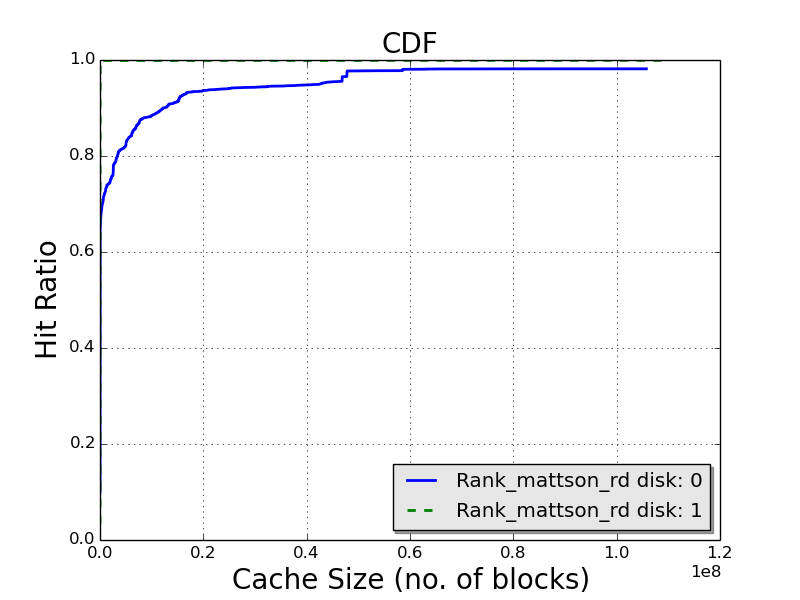 CDF
1.0
0.8
0.6
0.4
0.2
0.0
Hit Ratio
Rank_mattson_rd disk: 0
Rank_mattson_rd disk: 1
0.0 0.2 0.4 0.6 0.8 1.0 1.2
1e8
Cache Size (no. of blocks)